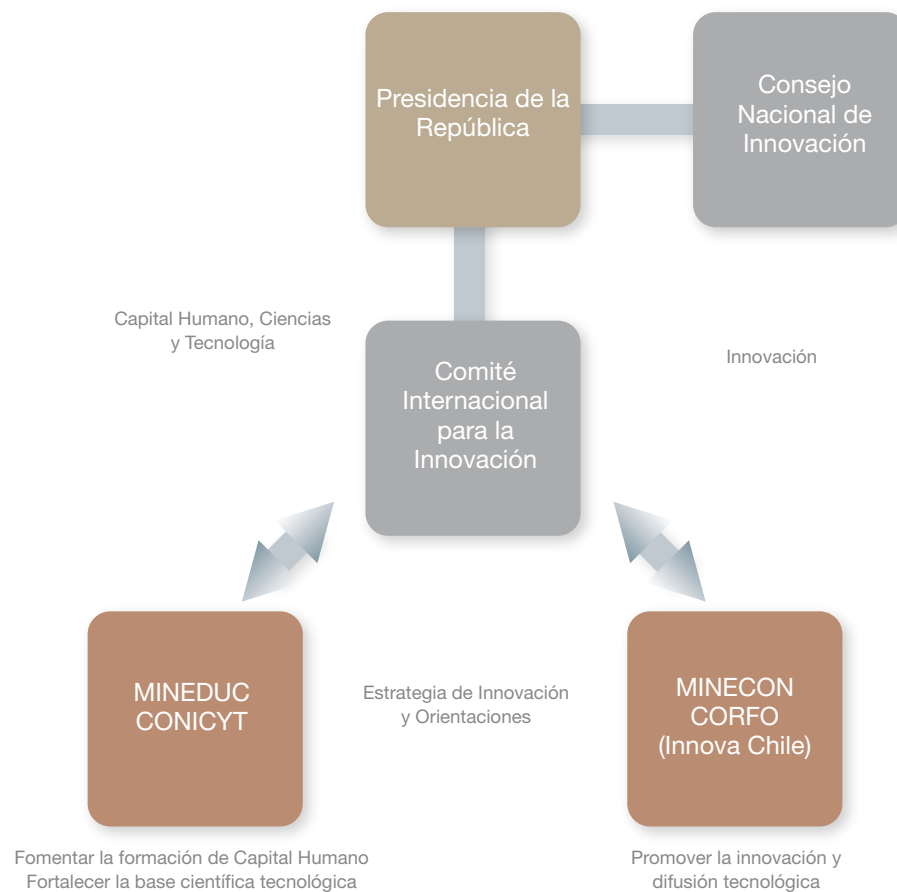 Presidencia de la
República
Consejo
Nacional de
Innovación
Capital Humano, Ciencias
y Tecnología
Comité
Internacional
para la
Innovación
Innovación
MINEDUC
CONICYT
Estrategia de Innovación
y Orientaciones
MINECON
CORFO
(Innova Chile)
Fomentar la formación de Capital Humano
Fortalecer la base científica tecnológica
Promover la innovación y
difusión tecnológica